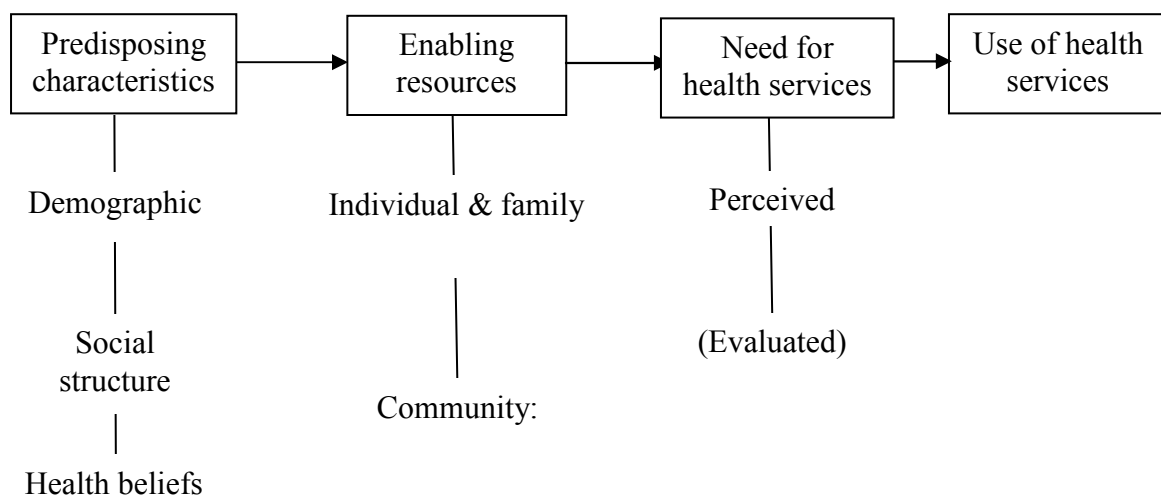 Predisposing
characteristics
Enabling
resources
Need for
health services
Use of health
services
Demographic
Individual & family
Perceived
Social
structure
(Evaluated)
Community:
Health beliefs